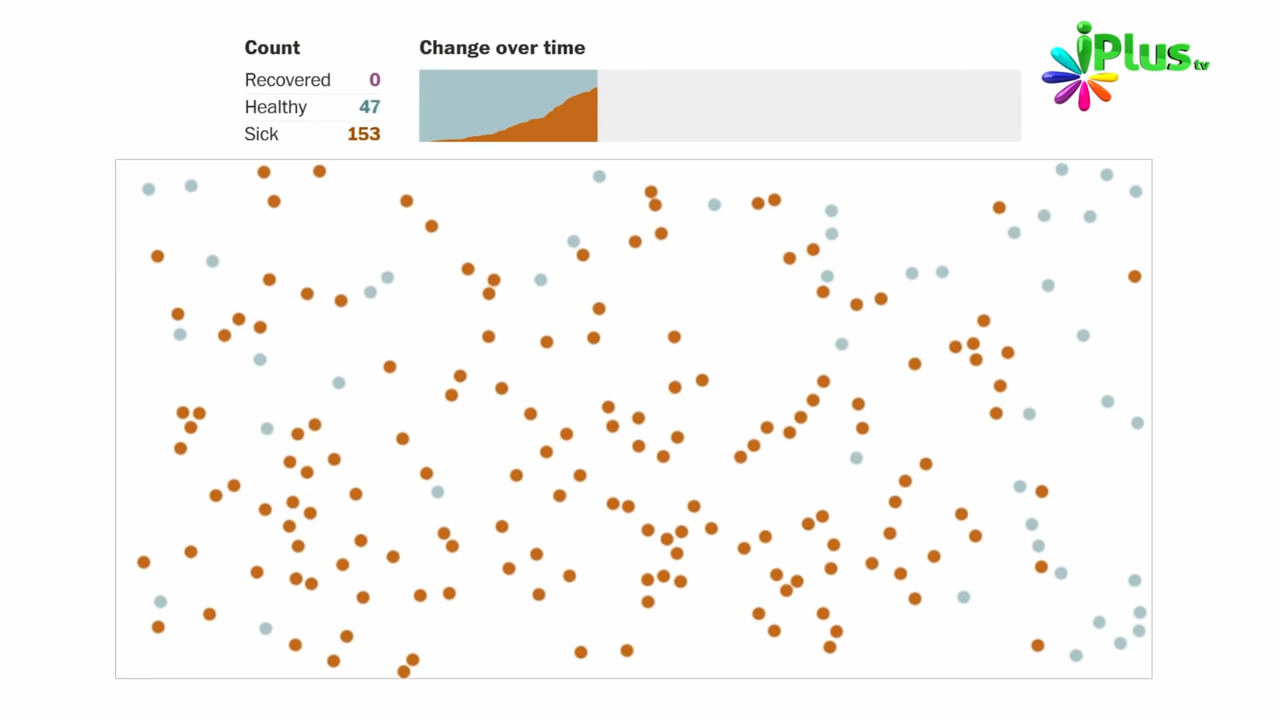 Count
Change over time
Recovered 0
Healthy 47
Sick 153
iPlus tv